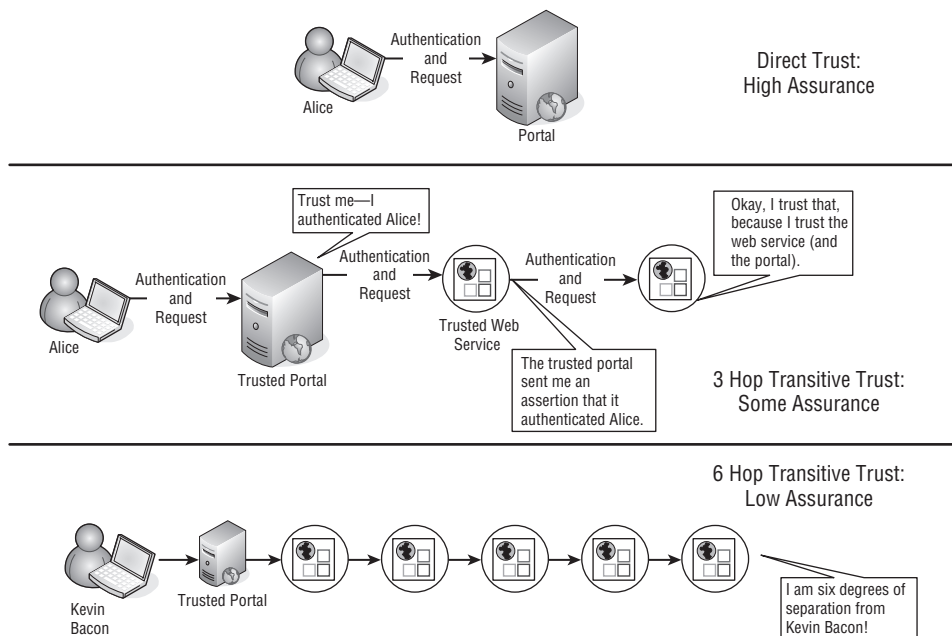 Authentication
and
Request
Alice
Portal
Direct Trust:
High Assurance
Trust me—I
authenticated Alice!
Okay, I trust that,
because I trust the
web service (and
the portal).
Authentication
and
Request
Authentication
and
Request
Authentication
and
Request
Alice
Trusted Portal
Trusted Web
Service
The trusted portal
sent me an
assertion that it
authenticated Alice.
3 Hop Transitive Trust:
Some Assurance
6 Hop Transitive Trust:
Low Assurance
Kevin
Bacon
Trusted Portal
I am six degrees of
separation from
Kevin Bacon!